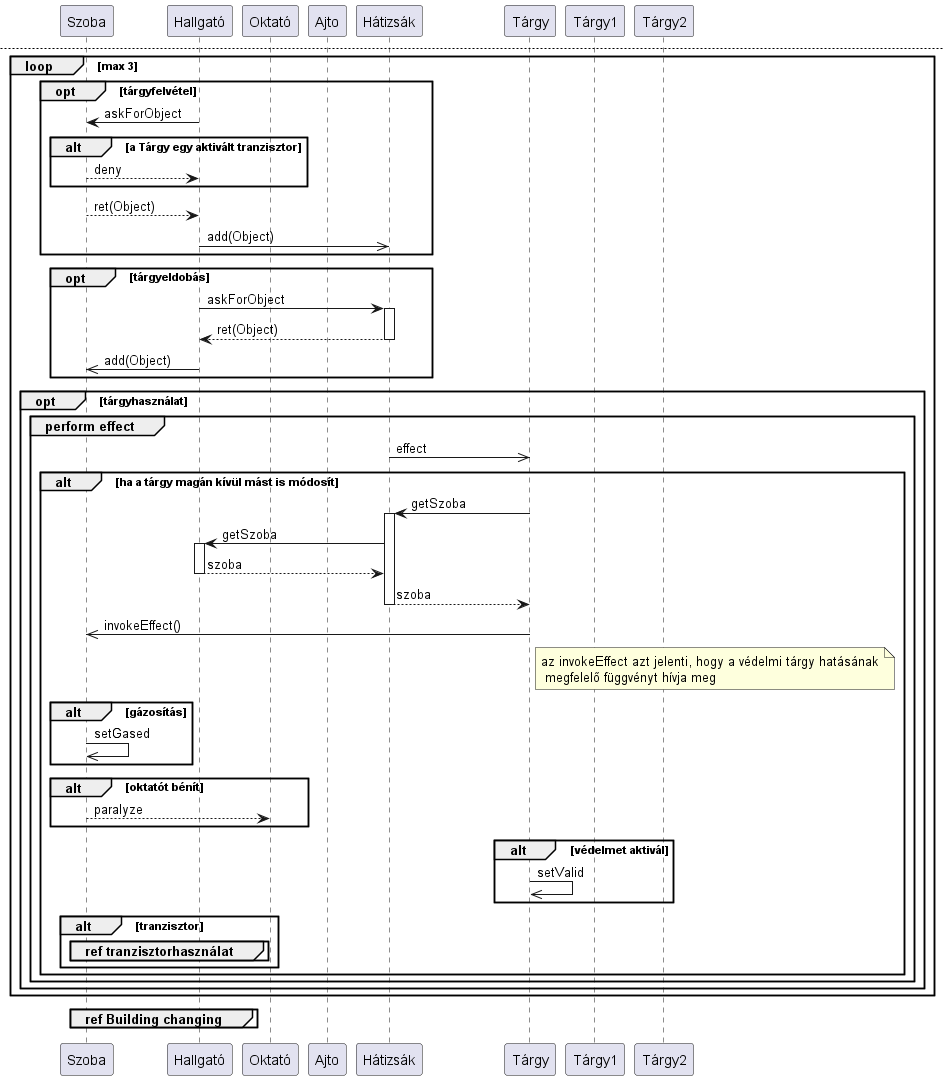 Szoba Hallgató Oktató Ajto Hátizsák Tárgy Tárgy1 Tárgy2
loop [max 3]
opt [tárgyfelvétel]
askForObject
alt [a Tárgy egy aktivált tranzisztor]
deny
ret(Object)
add(Object)
opt [tárgyeldobás]
askForObject
ret(Object)
add(Object)
opt [tárgyhasználat]
perform effect
effect
alt [ha a tárgy magán kívül mást is módosít]
getSzoba
getSzoba
szoba
szoba
invokeEffect()
az invokeEffect azt jelenti, hogy a védelmi tárgy hatásának
megfelelő függvényt hívja meg
alt [gázosítás]
setGased
alt [oktatót bénít]
paralyze
alt [védelmet aktivál]
setValid
alt [tranzisztor]
ref tranzisztorhasználat
ref Building changing
Szoba Hallgató Oktató Ajto Hátizsák Tárgy Tárgy1 Tárgy2